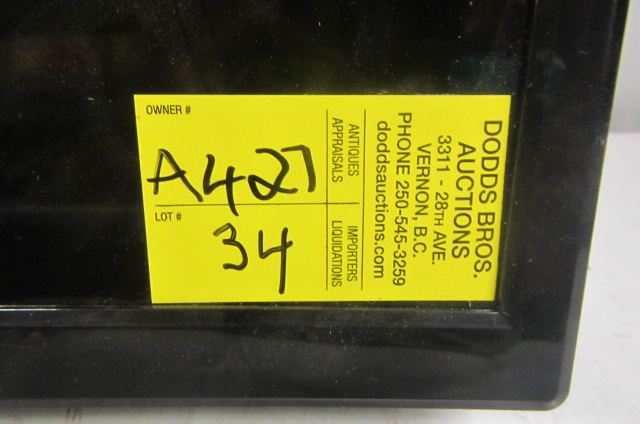 OWNER #
A427
LOT #
34
ANTIQUES
APPRAISALS
IMPORTERS
LIQUIDATIONS
DODDS BROS.
AUCTIONS
3311 - 28TH AVE.
VERNON, B.C.
PHONE 250-545-3259
doddsauctions.com